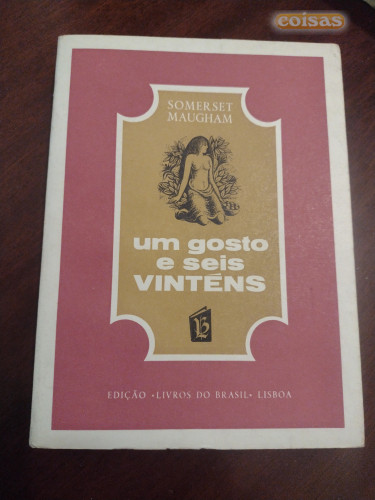 coisas
SOMERSET
MAUGHAM
um gosto
e seis
VINTÉNS
EDIÇÃO •LIVROS DO BRASIL• LISBOA